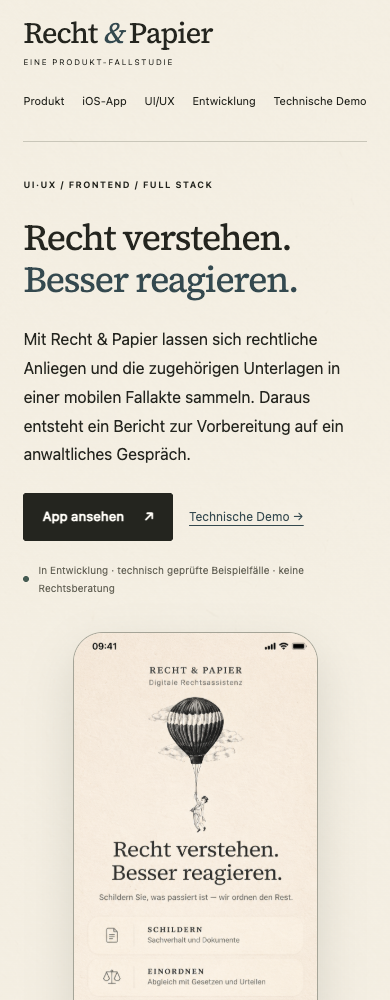 Recht & Papier
EINE PRODUKT-FALLSTUDIE
Produkt iOS-App UI/UX Entwicklung Technische Demo
UI·UX / FRONTEND / FULL STACK
Recht verstehen.
Besser reagieren.
Mit Recht & Papier lassen sich rechtliche
Anliegen und die zugehörigen Unterlagen in
einer mobilen Fallakte sammeln. Daraus
entsteht ein Bericht zur Vorbereitung auf ein
anwaltliches Gespräch.
App ansehen ↗ Technische Demo →
In Entwicklung · technisch geprüfte Beispielfälle · keine
Rechtsberatung
09:41
RECHT & PAPIER
Digitale Rechtsassistenz
Recht verstehen.
Besser reagieren.
Schildern Sie, was passiert ist — wir ordnen den Rest.
SCHILDERN
Sachverhalt und Dokumente
EINORDNEN
Abgleich mit Gesetzen und Urteilen